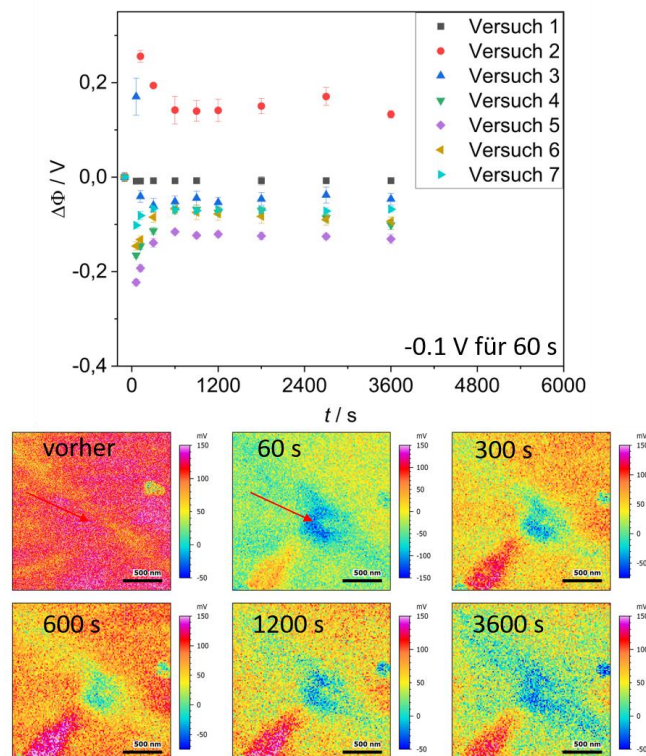 Versuch 1
Versuch 2
Versuch 3
Versuch 4
Versuch 5
Versuch 6
Versuch 7
0,2
0,0
-0,2
-0,4
ΔΦ / V
-0.1 V für 60 s
0 1200 2400 3600 4800 6000
t / s
vorher
mV
150
100
50
0
-50
500 nm
60 s
mV
150
100
50
0
-50
-100
-150
500 nm
300 s
mV
150
100
50
0
-50
500 nm
600 s
mV
150
100
50
0
-50
500 nm
1200 s
mV
150
100
50
0
-50
500 nm
3600 s
mV
150
100
50
0
-50
500 nm